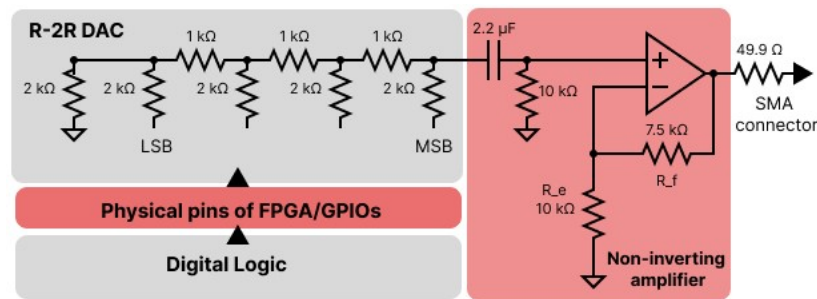 R-2R DAC
1 kΩ
1 kΩ
1 kΩ
2.2 µF
49.9 Ω
2 kΩ
2 kΩ
2 kΩ
2 kΩ
2 kΩ
10 kΩ
SMA
connector
7.5 kΩ
LSB
MSB
R_f
R_e
10 kΩ
Physical pins of FPGA/GPIOs
Digital Logic
Non-inverting
amplifier